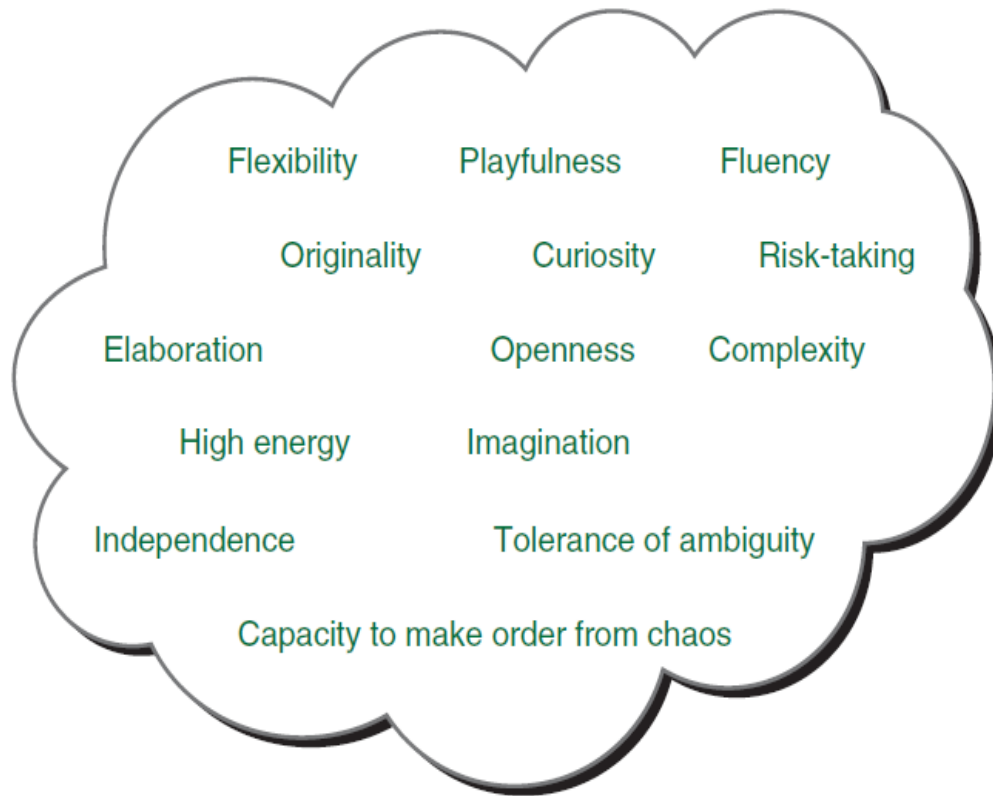 Flexibility Playfulness Fluency
Originality Curiosity Risk-taking
Elaboration Openness Complexity
High energy Imagination
Independence Tolerance of ambiguity
Capacity to make order from chaos